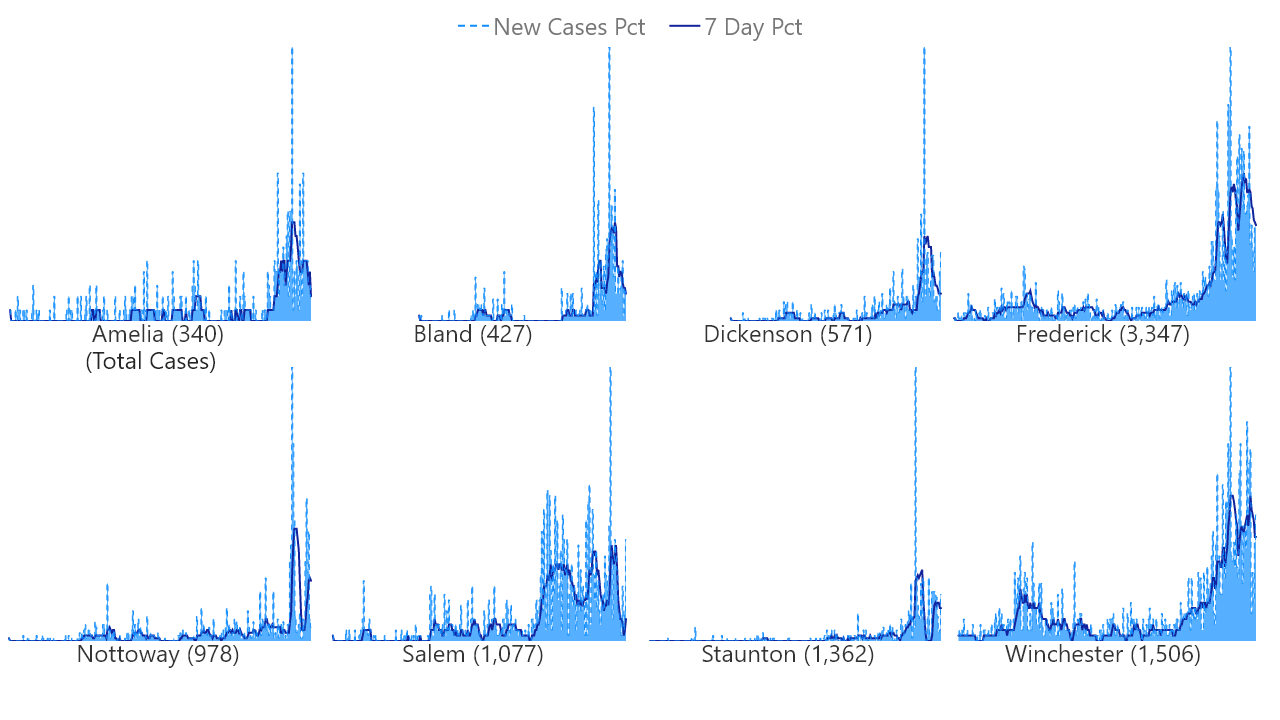 New Cases Pct 7 Day Pct
Amelia (340) Bland (427) Dickenson (571) Frederick (3,347)
(Total Cases)
Nottoway (978) Salem (1,077) Staunton (1,362) Winchester (1,506)